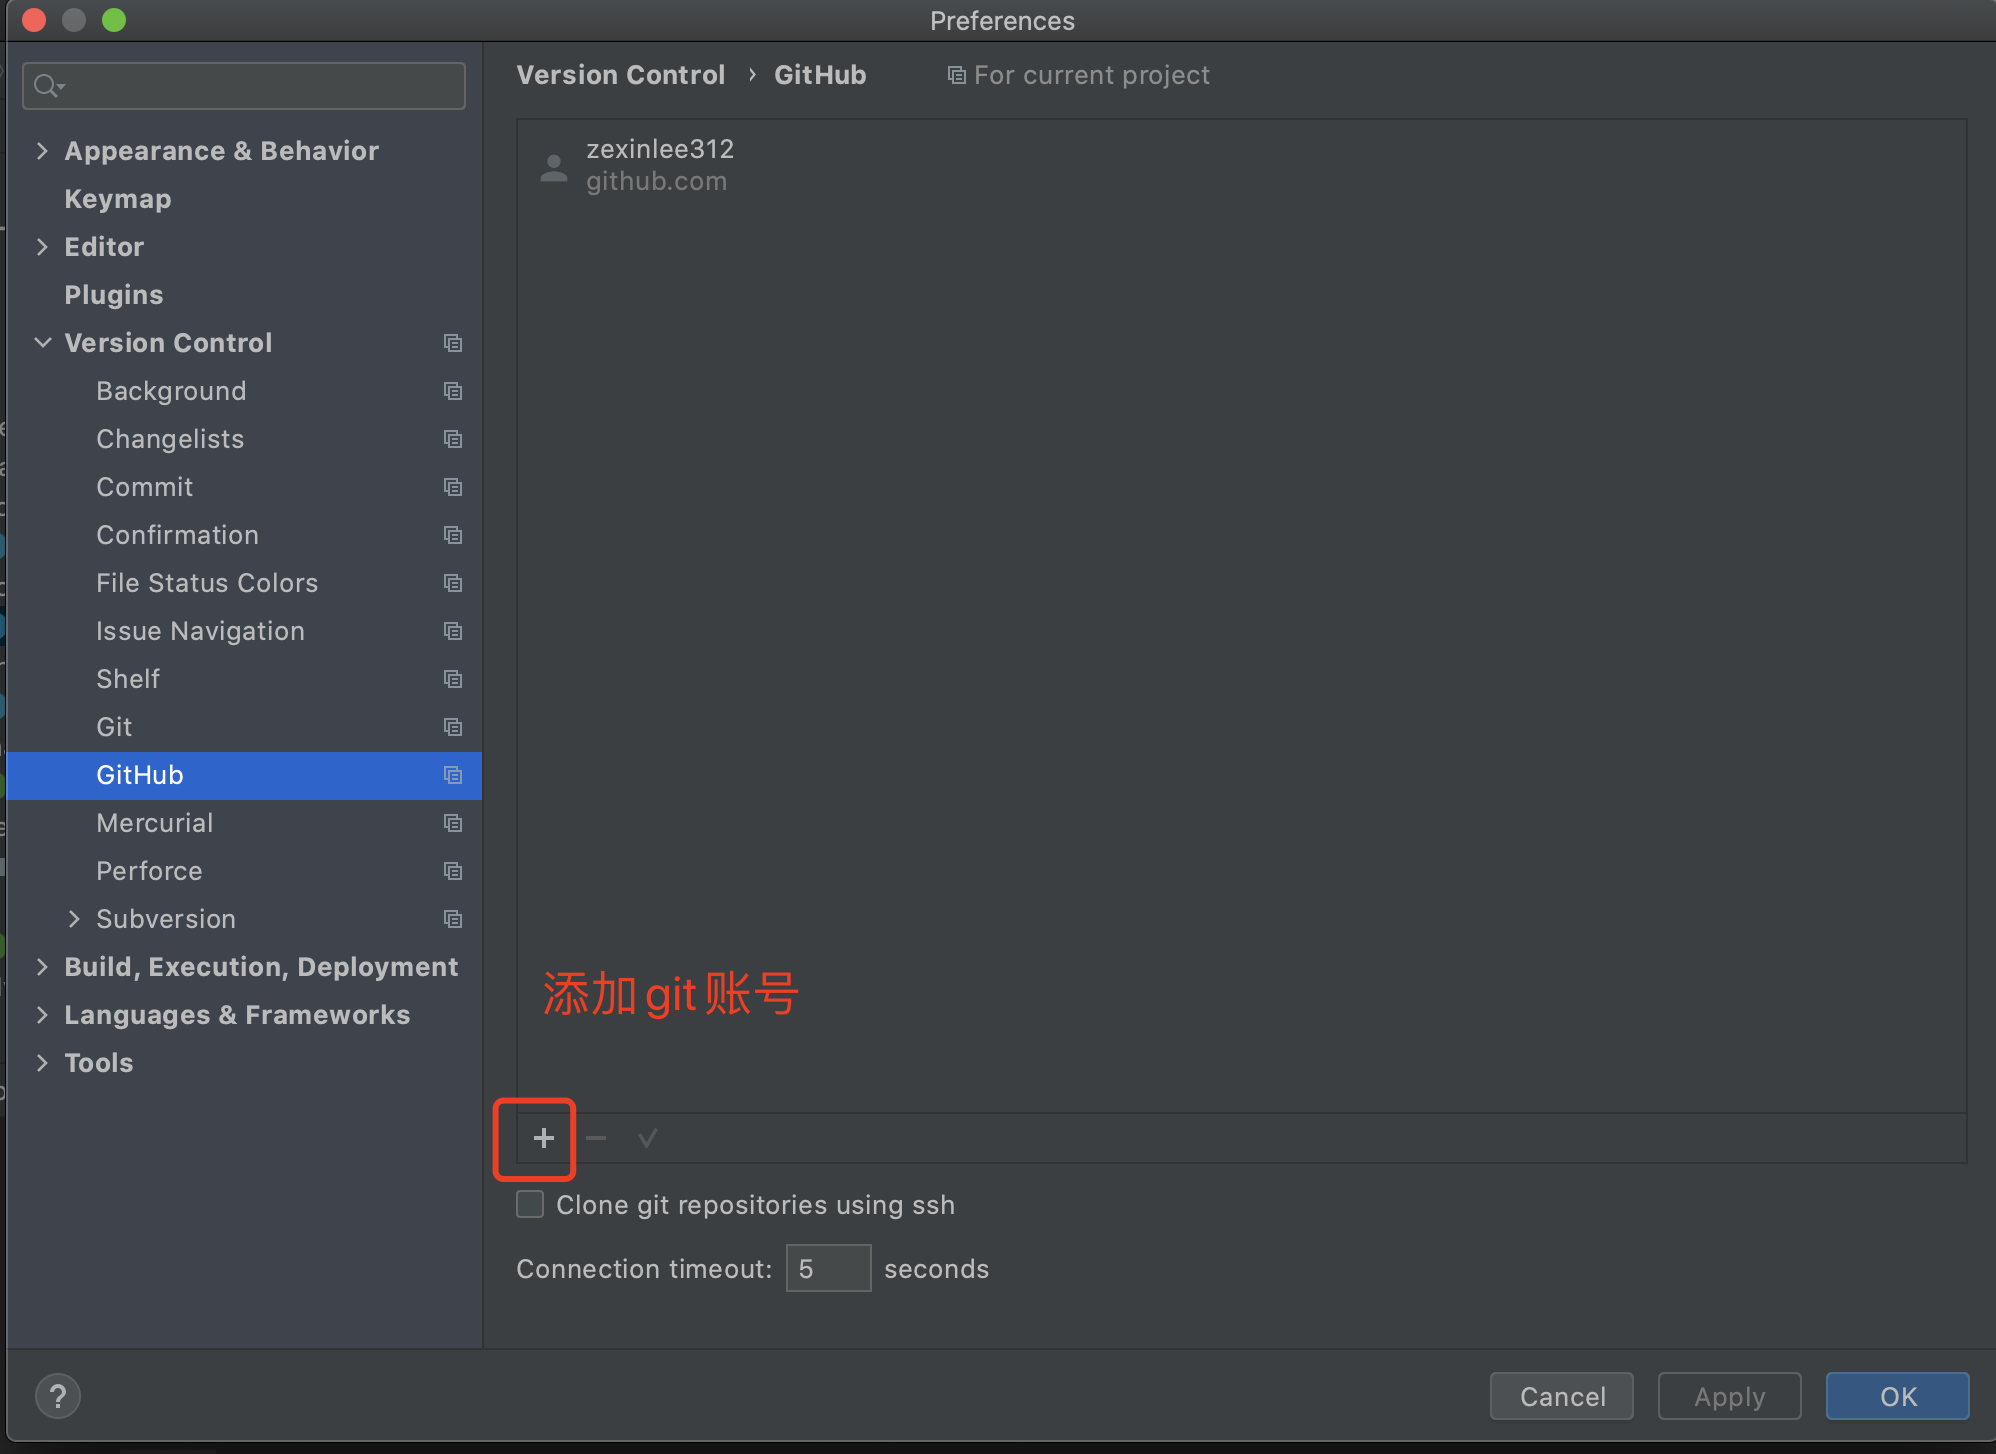 Preferences
Version Control › GitHub For current project
zexinlee312
github.com
Appearance & Behavior
Keymap
Editor
Plugins
Version Control
Background
Changelists
Commit
Confirmation
File Status Colors
Issue Navigation
Shelf
Git
GitHub
Mercurial
Perforce
Subversion
Build, Execution, Deployment
Languages & Frameworks
Tools
添加git账号
Clone git repositories using ssh
Connection timeout: 5 seconds
?
Cancel
Apply
OK